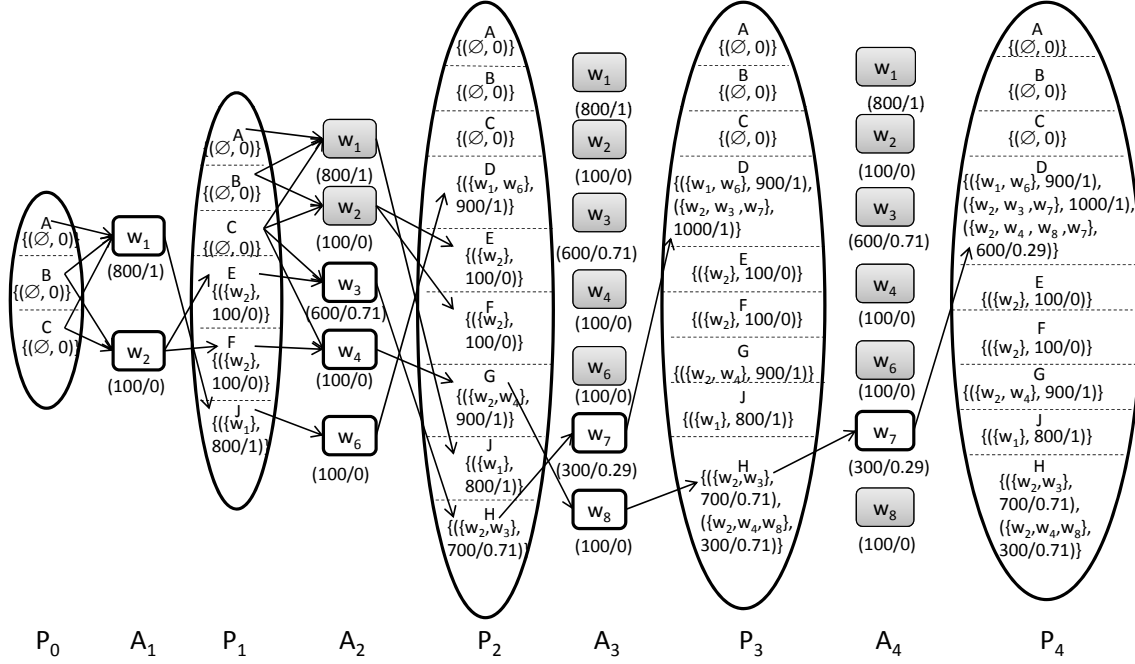 A
{(∅, 0)}
B
{(∅, 0)}
C
{(∅, 0)}
P0
w1
(800/1)
w2
(100/0)
A1
A
{(∅, 0)}
B
{(∅, 0)}
C
{(∅, 0)}
E
{({w2},
100/0)}
F
{({w2},
100/0)}
J
{({w1},
800/1)}
P1
w1
(800/1)
w2
(100/0)
w3
(600/0.71)
w4
(100/0)
w6
(100/0)
A2
A
{(∅, 0)}
B
{(∅, 0)}
C
{(∅, 0)}
D
{({w1, w6},
900/1)}
E
{({w2},
100/0)}
F
{({w2},
100/0)}
G
{({w2,w4},
900/1)}
J
{({w1},
800/1)}
H
{({w2,w3},
700/0.71)}
P2
w1
(800/1)
w2
(100/0)
w3
(600/0.71)
w4
(100/0)
w6
(100/0)
w7
(300/0.29)
w8
(100/0)
A3
A
{(∅, 0)}
B
{(∅, 0)}
C
{(∅, 0)}
D
{({w1, w6}, 900/1),
({w2, w3 ,w7},
1000/1)}
E
{({w2}, 100/0)}
F
{({w2}, 100/0)}
G
{({w2, w4}, 900/1)}
J
{({w1}, 800/1)}
H
{({w2,w3},
700/0.71),
({w2,w4,w8},
300/0.71)}
P3
w1
(800/1)
w2
(100/0)
w3
(600/0.71)
w4
(100/0)
w6
(100/0)
w7
(300/0.29)
w8
(100/0)
A4
A
{(∅, 0)}
B
{(∅, 0)}
C
{(∅, 0)}
D
{({w1, w6}, 900/1),
({w2, w3 ,w7}, 1000/1),
({w2, w4 , w8 ,w7},
600/0.29)}
E
{({w2}, 100/0)}
F
{({w2}, 100/0)}
G
{({w2, w4}, 900/1)}
J
{({w1}, 800/1)}
H
{({w2,w3},
700/0.71),
({w2,w4,w8},
300/0.71)}
P4